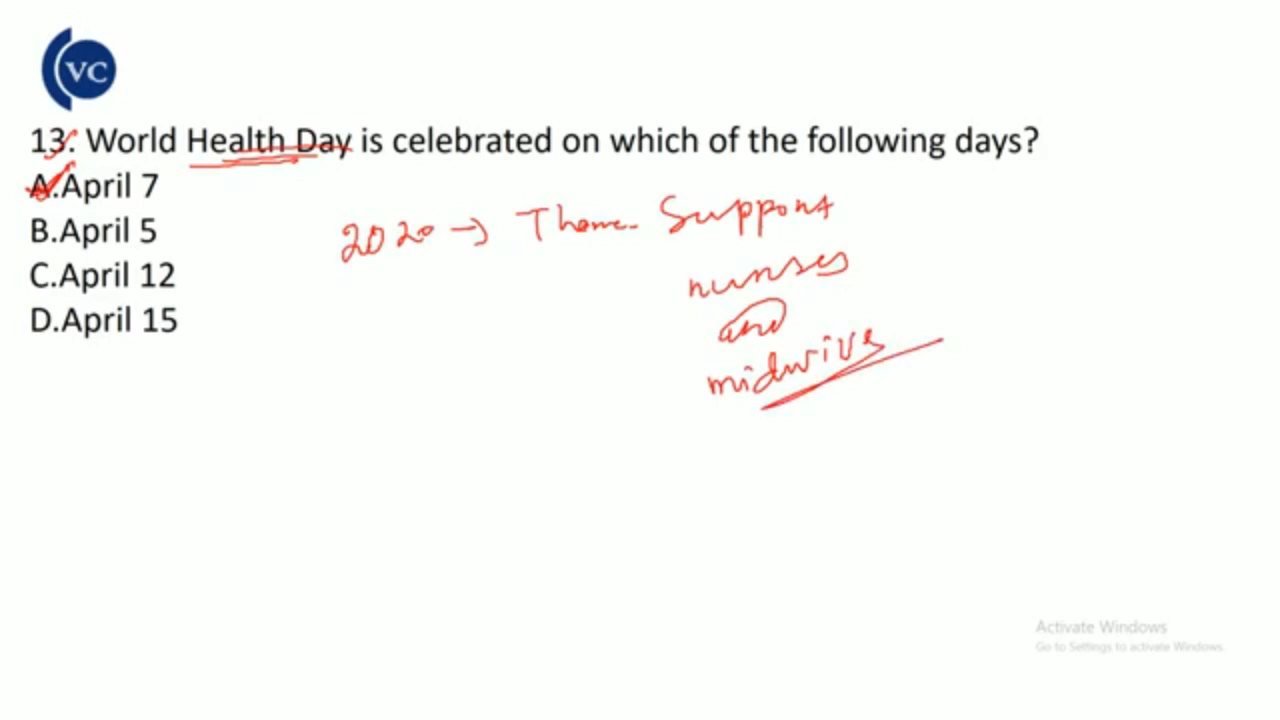 VC
13. World Health Day is celebrated on which of the following days?
A.April 7
B.April 5
C.April 12
D.April 15
2020 → Theme- Support
nurses
and
midwives
Activate Windows
Go to Settings to activate Windows.